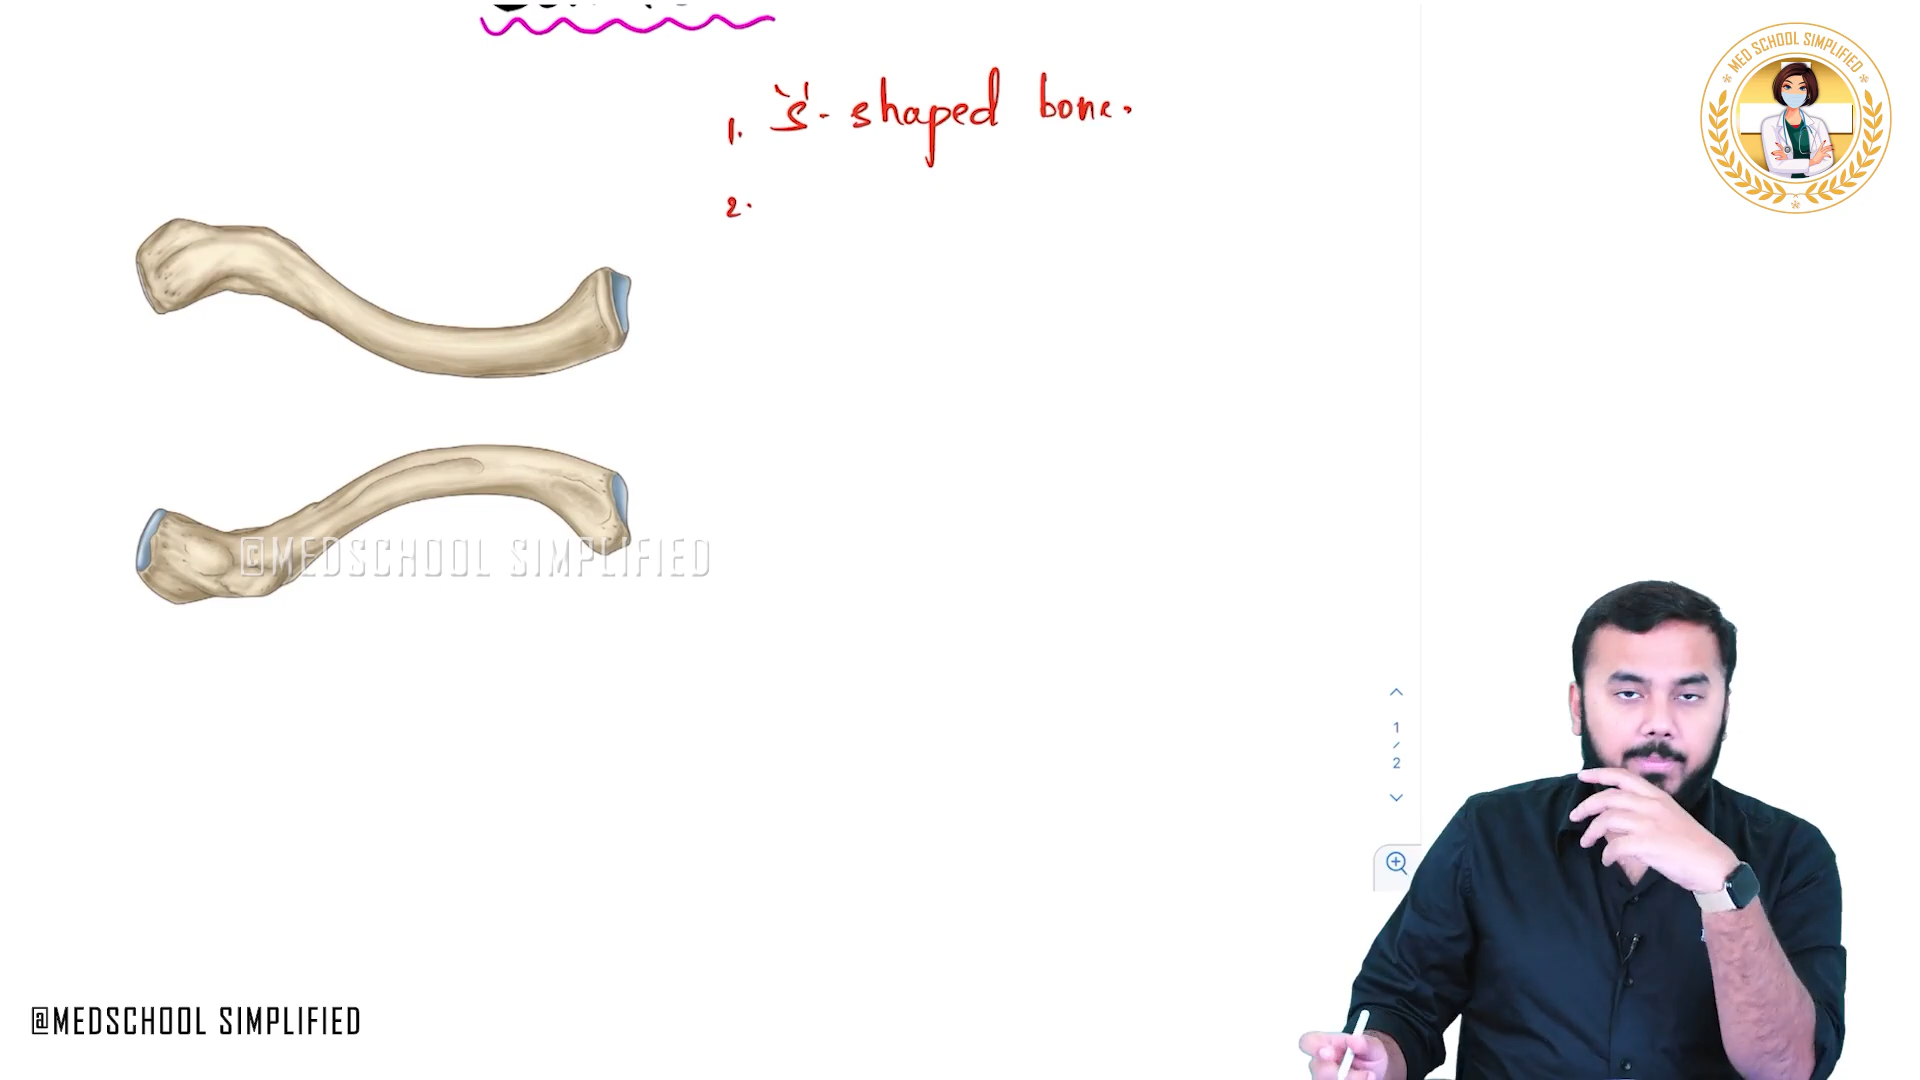 1. 's'- shaped bone.
2.
MED SCHOOL SIMPLIFIED
@MEDSCHOOL SIMPLIFIED
1
/
2
@MEDSCHOOL SIMPLIFIED